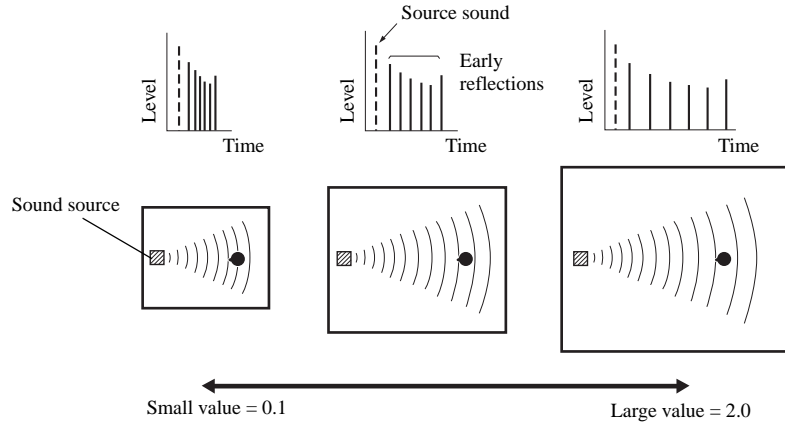 Source sound
Level
Time
Level
Early
reflections
Time
Level
Time
Sound source
Small value = 0.1
Large value = 2.0